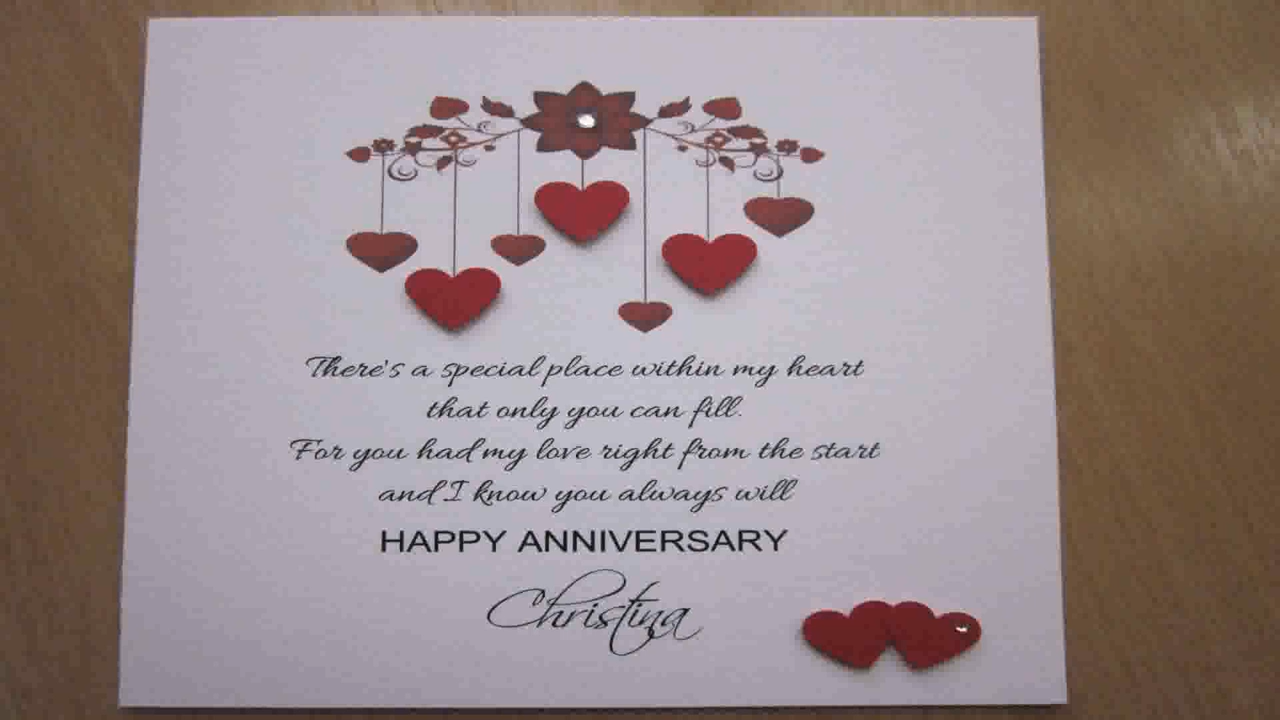 There's a special place within my heart
that only you can fill.
For you had my love right from the start
and I know you always will
HAPPY ANNIVERSARY
Christina